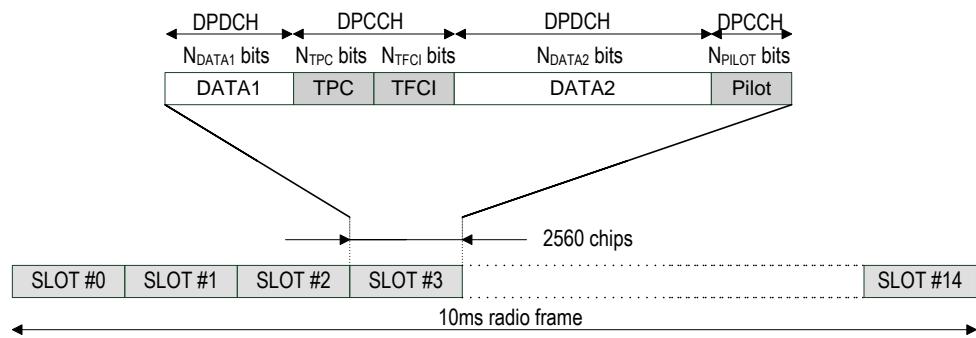 DPDCH DPCCH DPDCH DPCCH
NDATA1 bits NTPC bits NTFCI bits NDATA2 bits NPILOT bits
DATA1 TPC TFCI DATA2 Pilot
2560 chips
SLOT #0 SLOT #1 SLOT #2 SLOT #3 SLOT #14
10ms radio frame